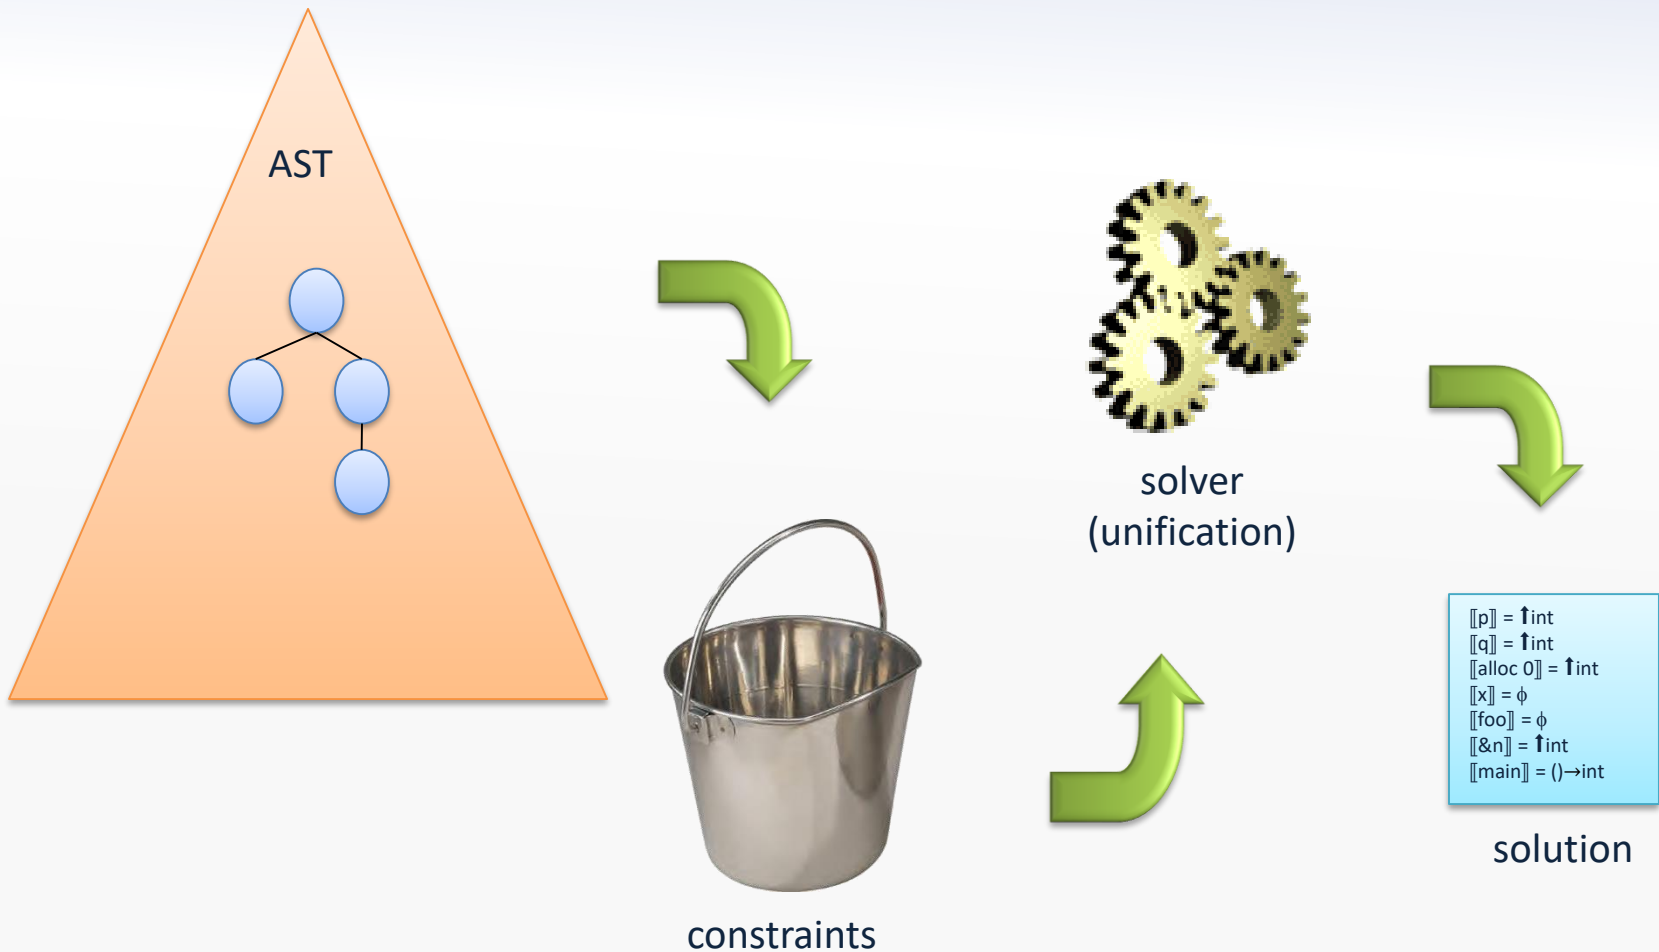 AST
solver
(unification)
⟦p⟧ = ⬆int
⟦q⟧ = ⬆int
⟦alloc 0⟧ = ⬆int
⟦x⟧ = ϕ
⟦foo⟧ = ϕ
⟦&n⟧ = ⬆int
⟦main⟧ = ()→int
solution
constraints